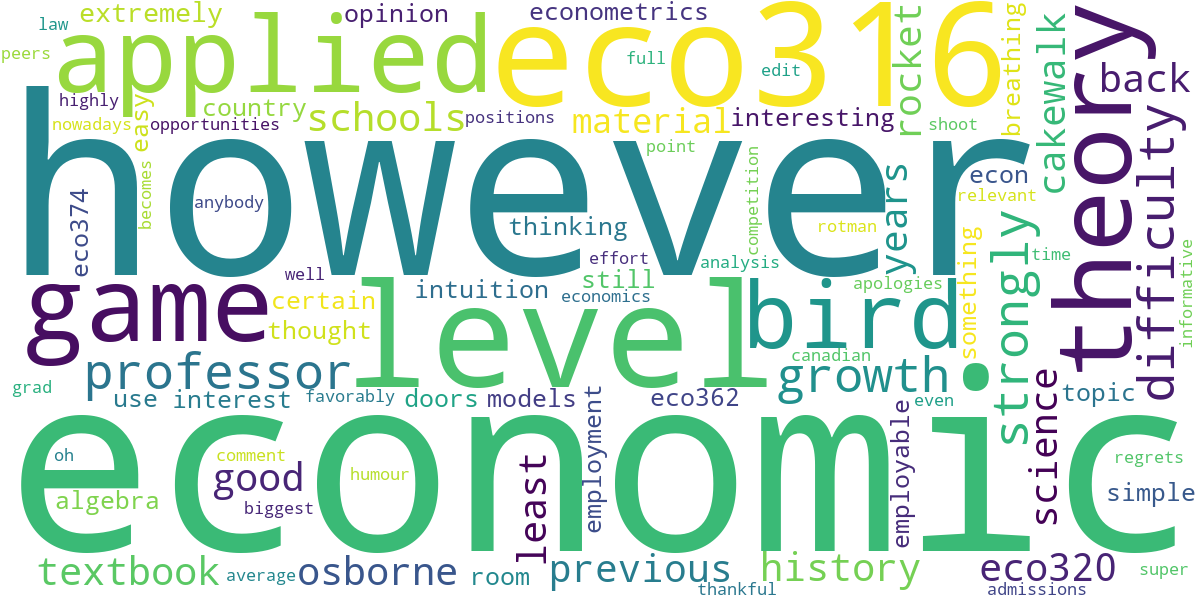 extremely
opinion
econometrics
law
peers
applied
eco316
full
edit
rocket
breathing
cakewalk
theory
back
highly
easy
country
schools
positions
material
interesting
nowadays
opportunities
shoot
difficulty
however
point
becomes
eco374
anybody
competition
years
econ
relevant
thinking
rotman
strongly
something
time
informative
effort
analysis
well
still
apologies
game
certain
intuition
economics
level
bird
thought
canadian
professor
growth
grad
use
interest
favorably
doors
models
eco362
even
topic
science
employment
employable
economic
oh
comment
humour
good
least
regrets
algebra
biggest
simple
textbook
average
osborne
room
previous
history
eco320
super
thankful
admissions